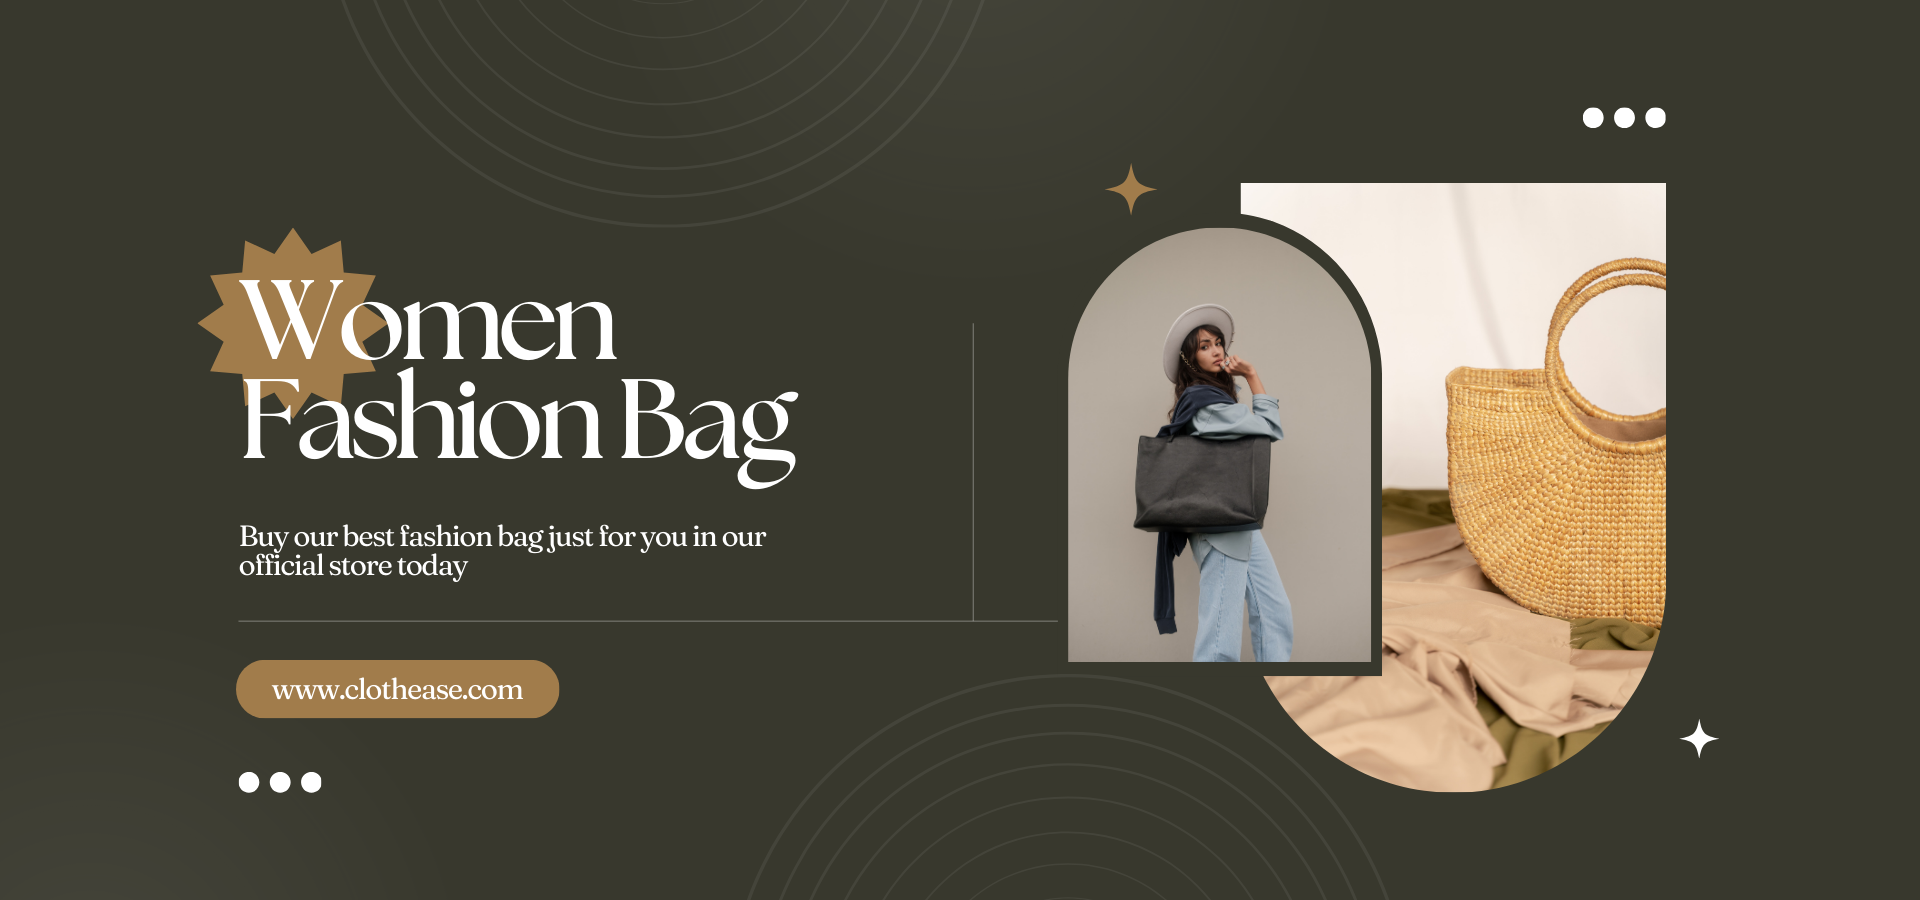 Women
Fashion Bag
Buy our best fashion bag just for you in our
official store today
www.clothease.com